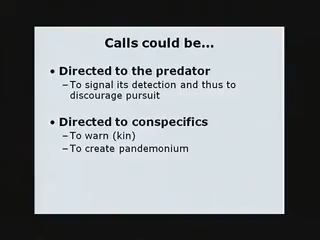 Calls could be...
• Directed to the predator
–To signal its detection and thus to
discourage pursuit
• Directed to conspecifics
–To warn (kin)
–To create pandemonium